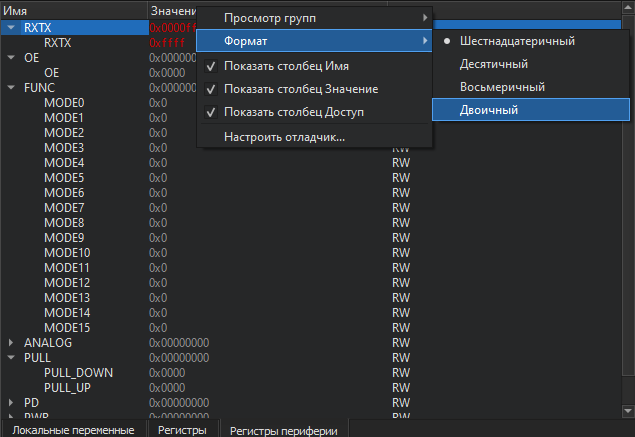 Имя Значени
RXTX 0x0000ff
RXTX 0xffff
OE 0x000000
OE 0x0000
FUNC 0x000000
MODE0 0x0
MODE1 0x0
MODE2 0x0
MODE3 0x0 RW
MODE4 0x0 RW
MODE5 0x0 RW
MODE6 0x0 RW
MODE7 0x0 RW
MODE8 0x0 RW
MODE9 0x0 RW
MODE10 0x0 RW
MODE11 0x0 RW
MODE12 0x0 RW
MODE13 0x0 RW
MODE14 0x0 RW
MODE15 0x0 RW
ANALOG 0x00000000 RW
PULL 0x00000000 RW
PULL_DOWN 0x0000 RW
PULL_UP 0x0000 RW
PD 0x00000000 RW
Просмотр групп
Формат
Показать столбец Имя
Показать столбец Значение
Показать столбец Доступ
Настроить отладчик...
Шестнадцатеричный
Десятичный
Восьмеричный
Двоичный
Локальные переменные Регистры Регистры периферии